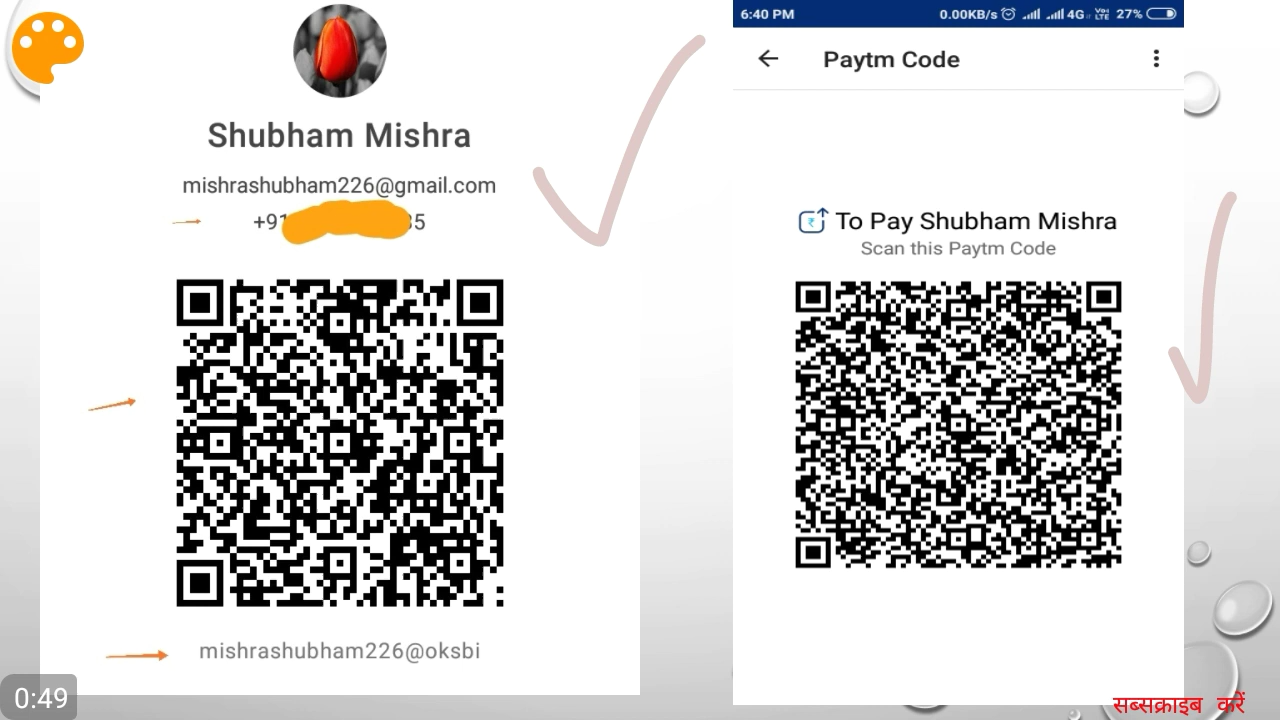 Shubham Mishra
mishrashubham226@gmail.com
+91 35
mishrashubham226@oksbi
0:49
6:40 PM 0.00KB/s 4G VoLTE 27%
Paytm Code
To Pay Shubham Mishra
Scan this Paytm Code
सब्सक्राइब करें